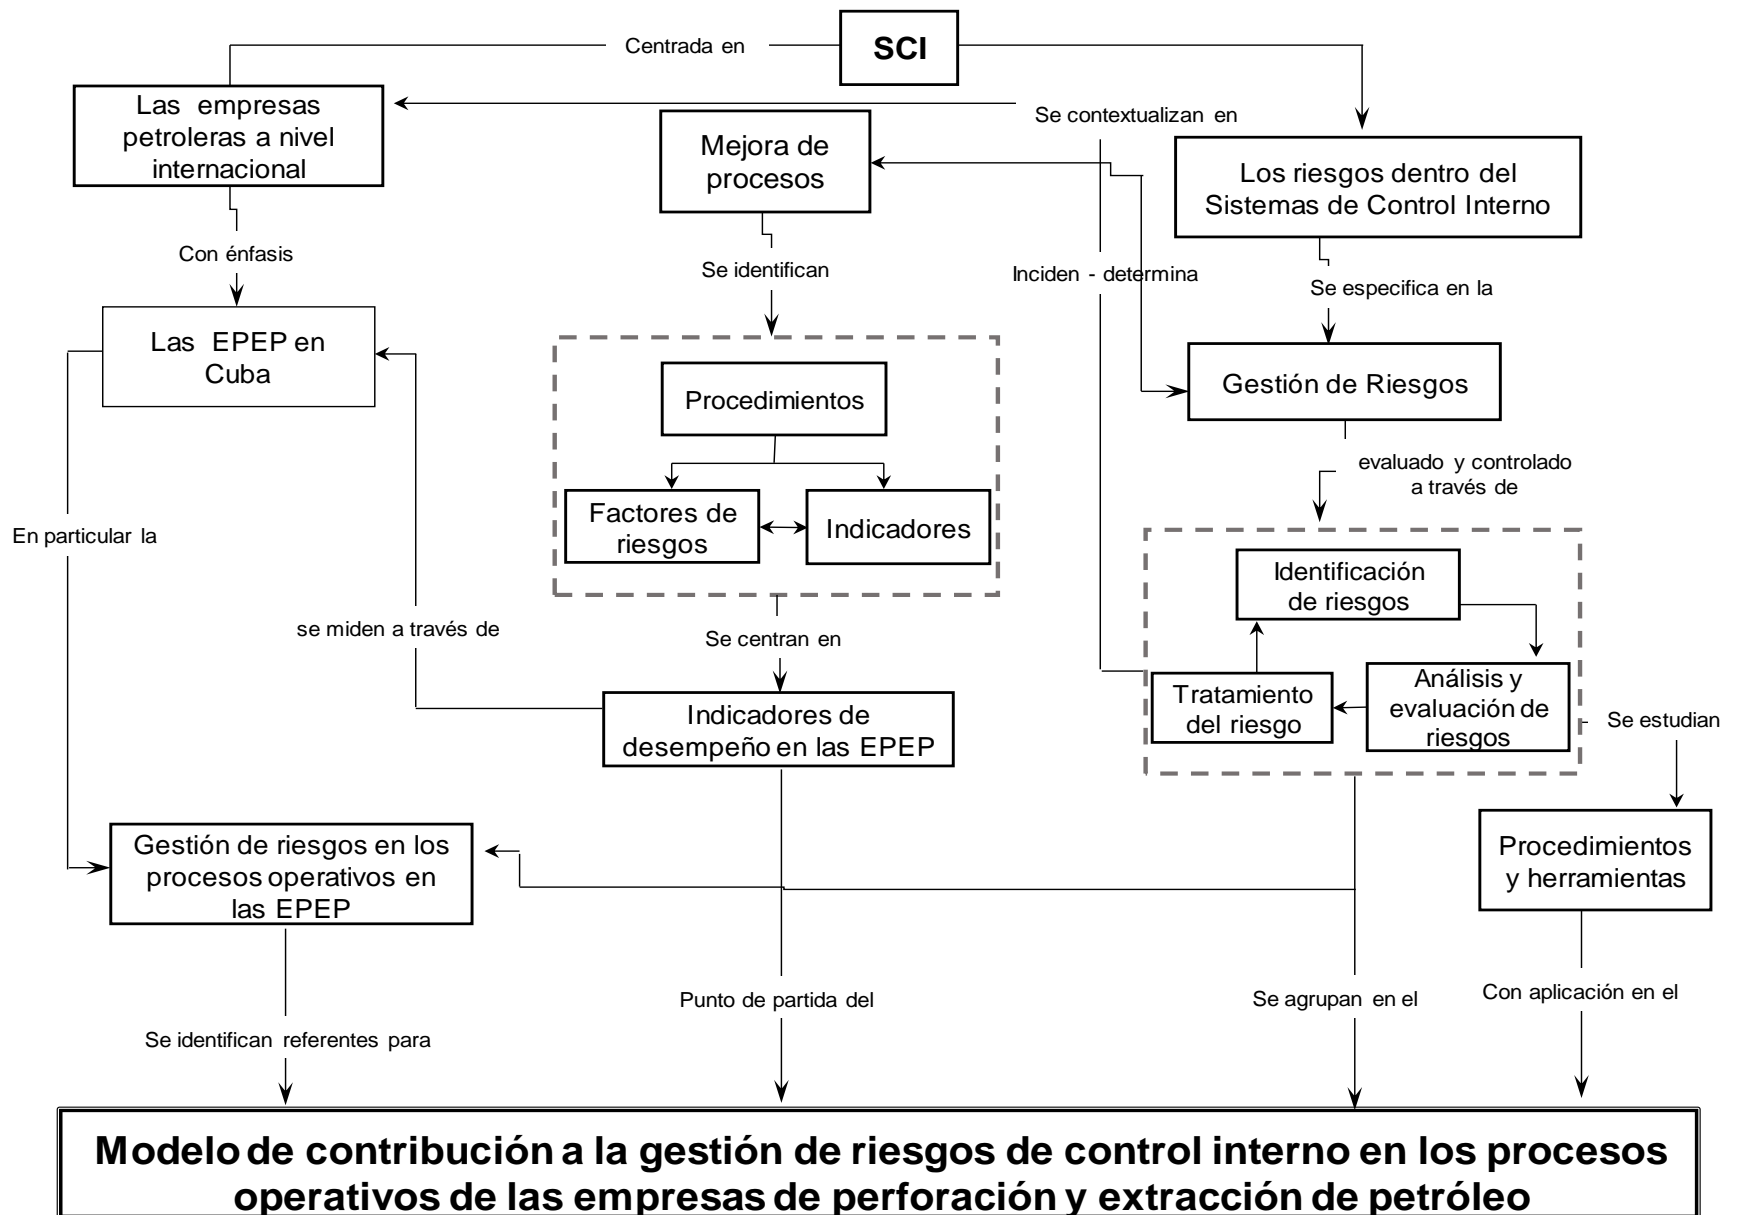 Centrada en
SCI
Las empresas
petroleras a nivel
internacional
Se contextualizan en
Mejora de
procesos
Los riesgos dentro del
Sistemas de Control Interno
Con énfasis
Se identifican
Inciden - determina
Se especifica en la
Las EPEP en
Cuba
Procedimientos
Gestión de Riesgos
evaluado y controlado
a través de
Factores de
riesgos
Indicadores
En particular la
Identificación
de riesgos
se miden a través de
Se centran en
Tratamiento
del riesgo
Análisis y
evaluación de
riesgos
Se estudian
Indicadores de
desempeño en las EPEP
Gestión de riesgos en los
procesos operativos en
las EPEP
Procedimientos
y herramientas
Punto de partida del
Se agrupan en el
Con aplicación en el
Se identifican referentes para
Modelo de contribución a la gestión de riesgos de control interno en los procesos
operativos de las empresas de perforación y extracción de petróleo